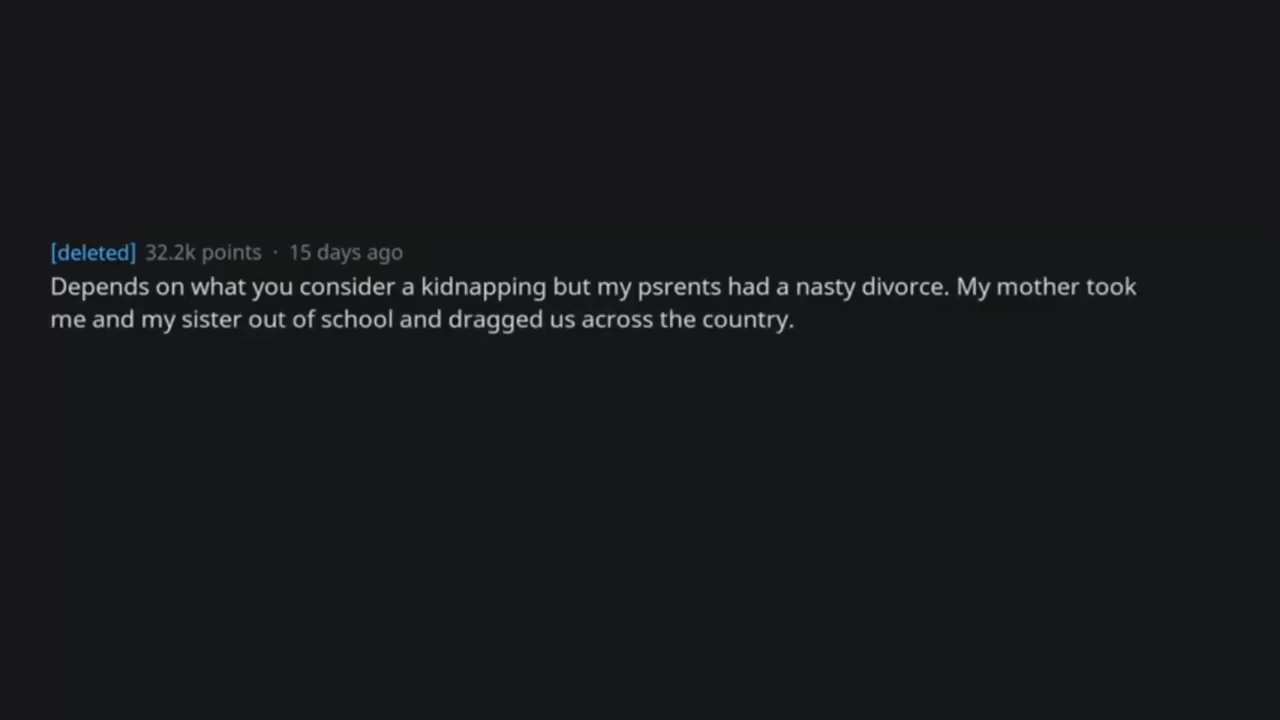 [deleted] 32.2k points · 15 days ago
Depends on what you consider a kidnapping but my psrents had a nasty divorce. My mother took
me and my sister out of school and dragged us across the country.